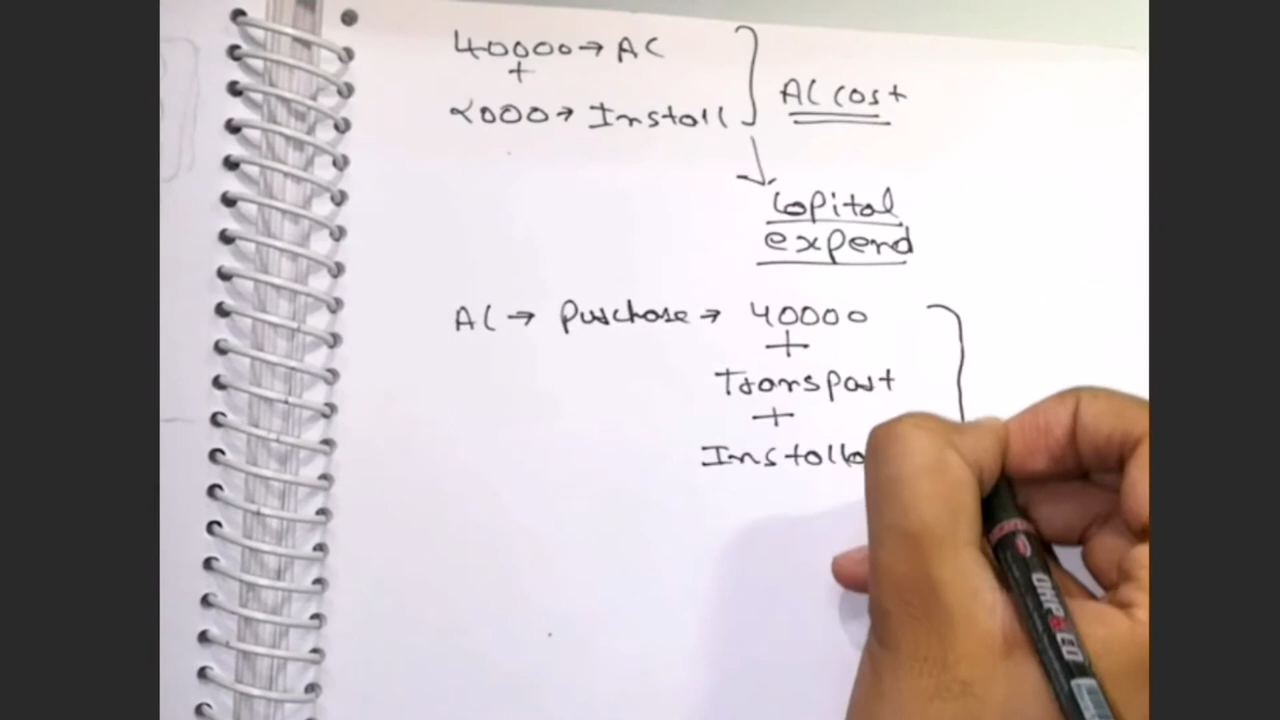 40000→ AC
+
2000→ Install
AC cost
Capital
expend
AC → Purchase → 40000
+
Transport
+
Installa